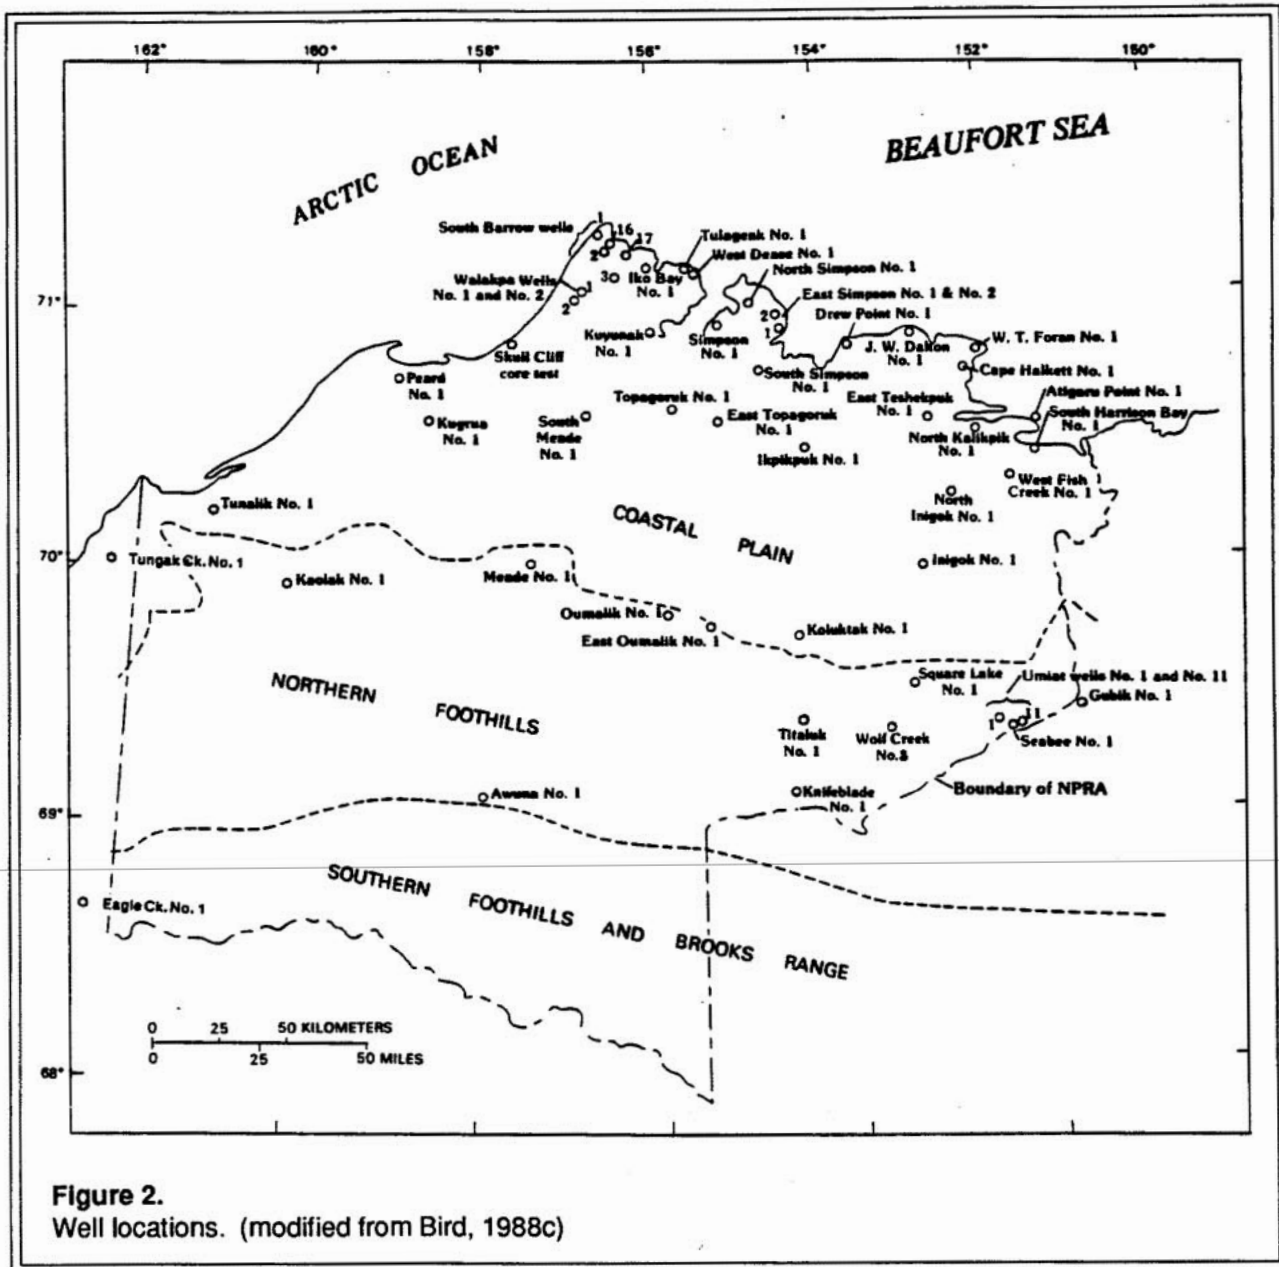 162° 160° 158° 156° 154° 152° 150°
ARCTIC OCEAN
BEAUFORT SEA
South Barrow wells
1
16
17
2
3
Tulageak No. 1
West Dease No. 1
North Simpson No. 1
Walakpa Wells
No. 1 and No. 2
1
2
Iko Bay
No. 1
East Simpson No. 1 & No. 2
2
1
71°
Drew Point No. 1
Kuyanak
No. 1
Simpson
No. 1
J. W. Dalton
No. 1
W. T. Foran No. 1
Skull Cliff
core test
South Simpson
No. 1
Cape Halkett No. 1
Peard
No. 1
Topagoruk No. 1
East Teshekpuk
No. 1
Atigaru Point No. 1
South Harrison Bay
No. 1
Kugrua
No. 1
South
Meade
No. 1
East Topagoruk
No. 1
North Kalikpik
No. 1
Ikpikpuk No. 1
West Fish
Creek No. 1
North
Inigok No. 1
Tunalik No. 1
COASTAL PLAIN
70°
Tungak Ck. No. 1
Kaolak No. 1
Meade No. 1
Inigok No. 1
Oumalik No. 1
East Oumalik No. 1
Koluktak No. 1
NORTHERN FOOTHILLS
Square Lake
No. 1
Umiat wells No. 1 and No. 11
Gubik No. 1
1
11
Titaluk
No. 1
Wolf Creek
No. 3
Seabee No. 1
Awuna No. 1
Knifeblade
No. 1
Boundary of NPRA
69°
SOUTHERN FOOTHILLS AND BROOKS RANGE
Eagle Ck. No. 1
0 25 50 KILOMETERS
0 25 50 MILES
68°
Figure 2.
Well locations. (modified from Bird, 1988c)